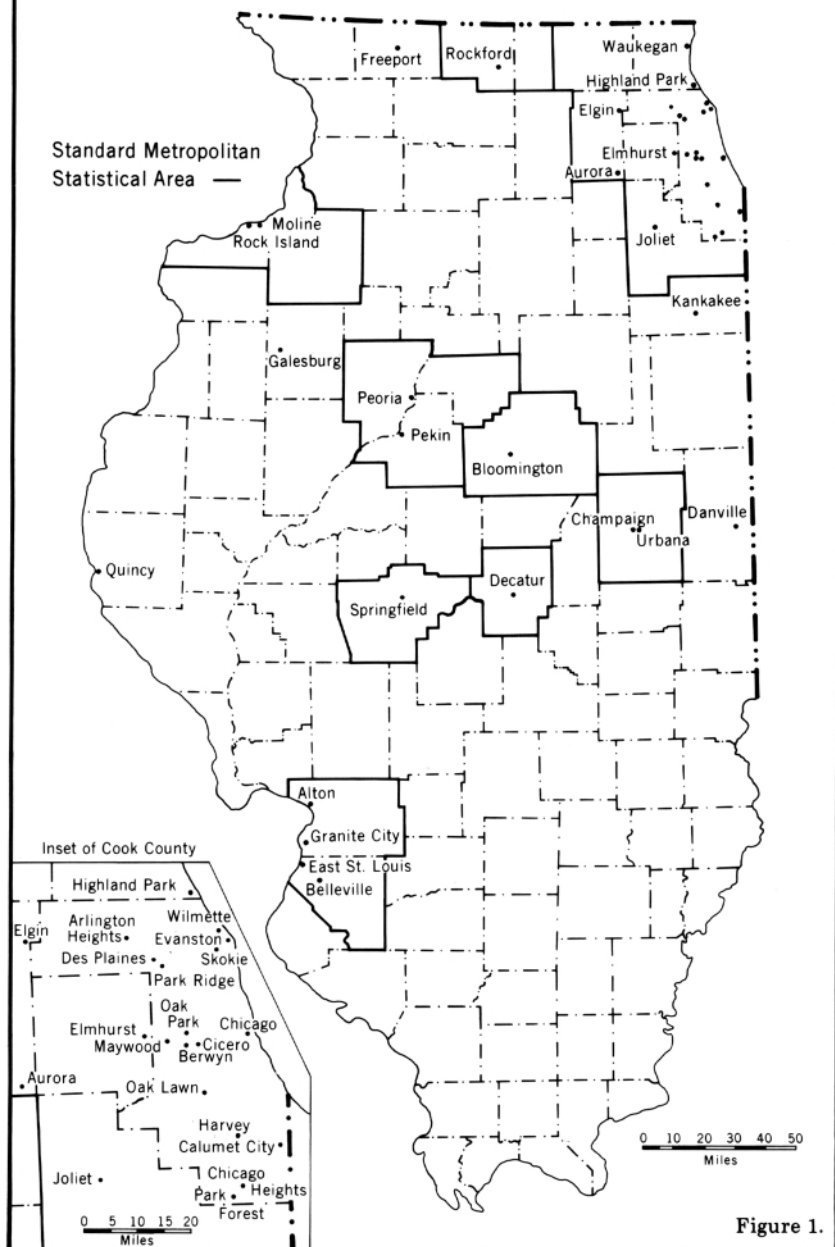 Freeport
Rockford
Waukegan
Highland Park
Elgin
Standard Metropolitan
Statistical Area —
Elmhurst
Aurora
Moline
Rock Island
Joliet
Kankakee
Galesburg
Peoria
Pekin
Bloomington
Champaign
Urbana
Danville
Quincy
Springfield
Decatur
Alton
Granite City
East St. Louis
Belleville
Inset of Cook County
Highland Park
Elgin
Arlington
Heights
Wilmette
Evanston
Skokie
Des Plaines
Park Ridge
Oak
Park
Chicago
Elmhurst
Maywood
Cicero
Berwyn
Aurora
Oak Lawn
Harvey
Calumet City
Joliet
Chicago
Heights
Park
Forest
0 5 10 15 20
Miles
0 10 20 30 40 50
Miles
Figure 1.